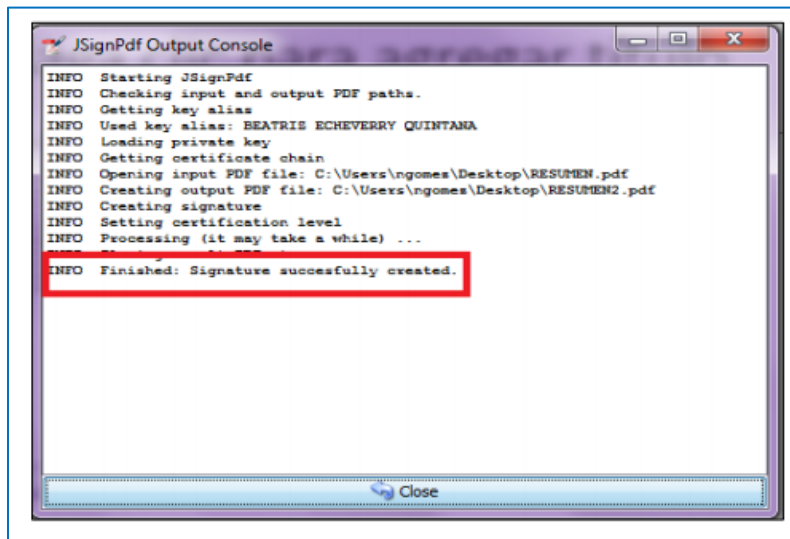 JSignPdf Output Console
INFO Starting JSignPdf
INFO Checking input and output PDF paths.
INFO Getting key alias
INFO Used key alias: BEATRIS ECHEVERRY QUINTANA
INFO Loading private key
INFO Getting certificate chain
INFO Opening input PDF file: C:\Users\ngomes\Desktop\RESUMEN.pdf
INFO Creating output PDF file: C:\Users\ngomes\Desktop\RESUMEN2.pdf
INFO Creating signature
INFO Setting certification level
INFO Processing (it may take a while) ...
INFO Finished: Signature succesfully created.
Close